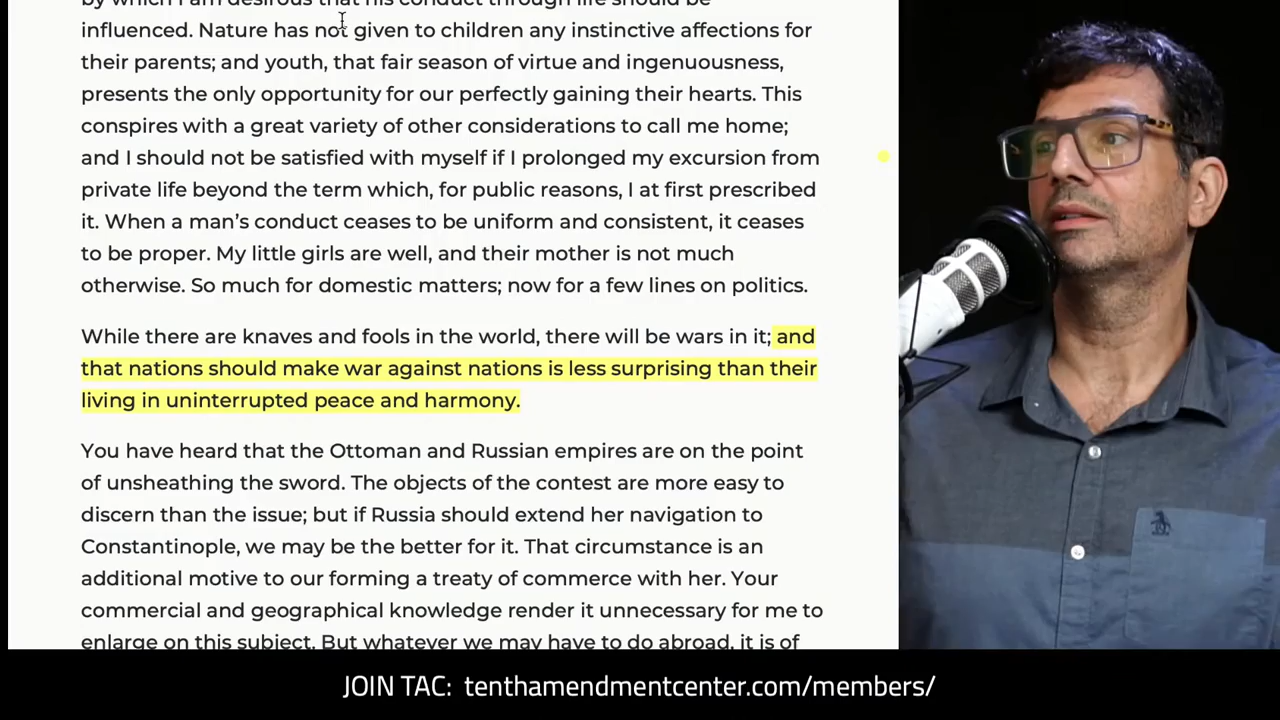 by which I am desirous that his conduct through life should be
influenced. Nature has not given to children any instinctive affections for
their parents; and youth, that fair season of virtue and ingenuousness,
presents the only opportunity for our perfectly gaining their hearts. This
conspires with a great variety of other considerations to call me home;
and I should not be satisfied with myself if I prolonged my excursion from
private life beyond the term which, for public reasons, I at first prescribed
it. When a man’s conduct ceases to be uniform and consistent, it ceases
to be proper. My little girls are well, and their mother is not much
otherwise. So much for domestic matters; now for a few lines on politics.
While there are knaves and fools in the world, there will be wars in it; and
that nations should make war against nations is less surprising than their
living in uninterrupted peace and harmony.
You have heard that the Ottoman and Russian empires are on the point
of unsheathing the sword. The objects of the contest are more easy to
discern than the issue; but if Russia should extend her navigation to
Constantinople, we may be the better for it. That circumstance is an
additional motive to our forming a treaty of commerce with her. Your
commercial and geographical knowledge render it unnecessary for me to
enlarge on this subject. But whatever we may have to do abroad, it is of
JOIN TAC: tenthamendmentcenter.com/members/